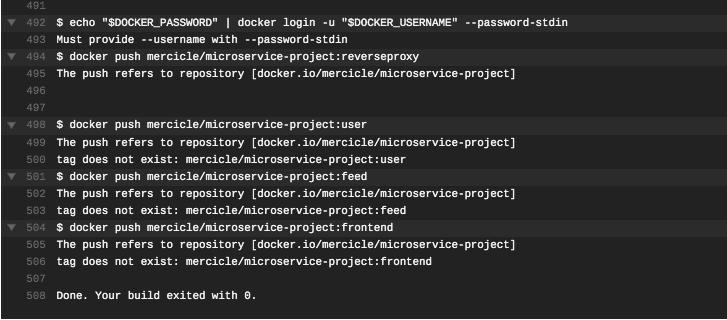 491
492 $ echo "$DOCKER_PASSWORD" | docker login -u "$DOCKER_USERNAME" --password-stdin
493 Must provide --username with --password-stdin
494 $ docker push mercicle/microservice-project:reverseproxy
495 The push refers to repository [docker.io/mercicle/microservice-project]
496
497
498 $ docker push mercicle/microservice-project:user
499 The push refers to repository [docker.io/mercicle/microservice-project]
500 tag does not exist: mercicle/microservice-project:user
501 $ docker push mercicle/microservice-project:feed
502 The push refers to repository [docker.io/mercicle/microservice-project]
503 tag does not exist: mercicle/microservice-project:feed
504 $ docker push mercicle/microservice-project:frontend
505 The push refers to repository [docker.io/mercicle/microservice-project]
506 tag does not exist: mercicle/microservice-project:frontend
507
508 Done. Your build exited with 0.